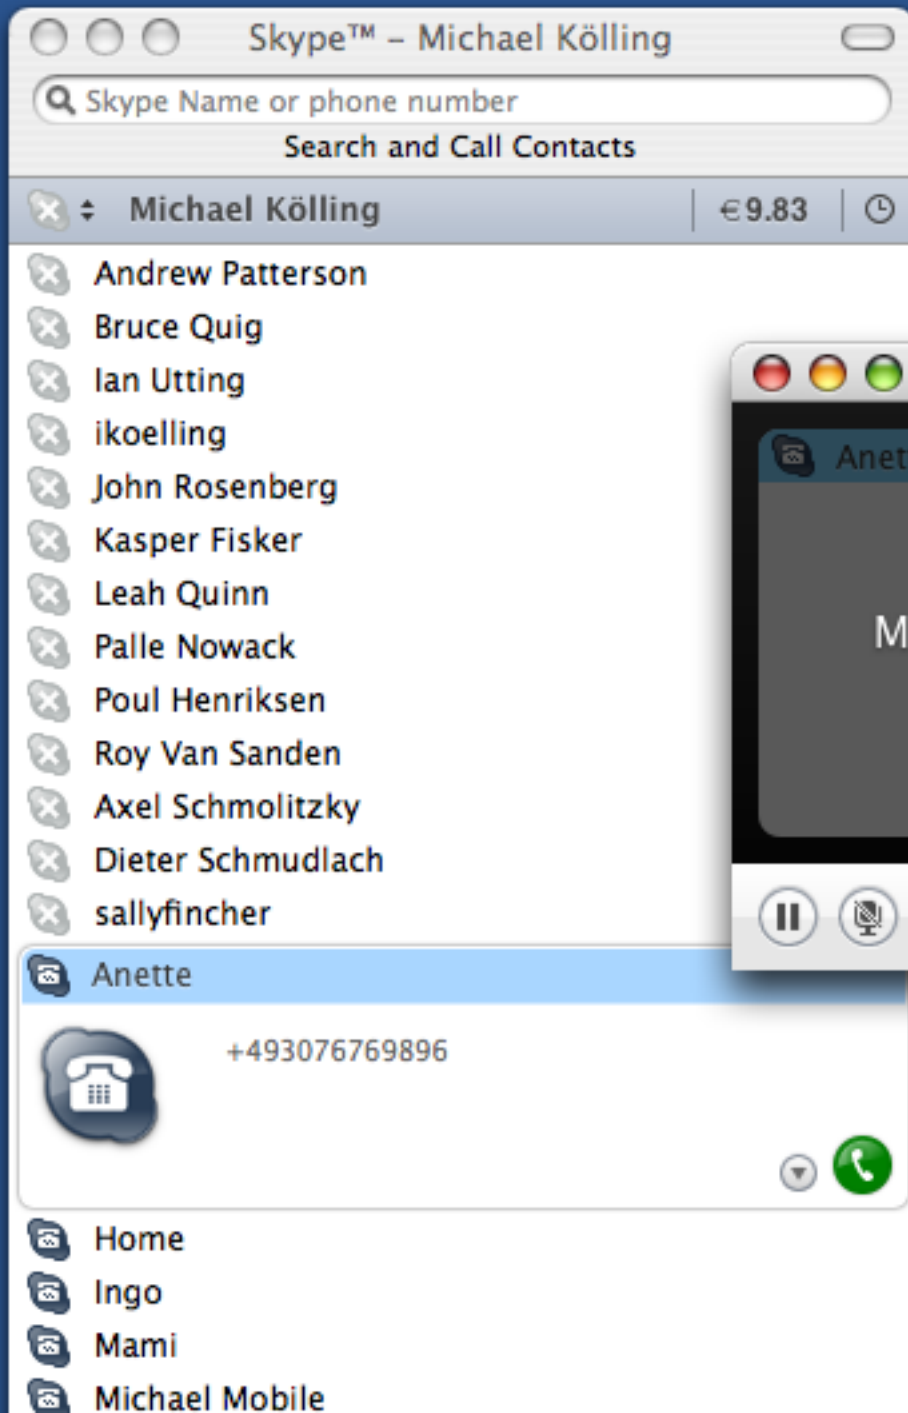 Skype™ – Michael Kölling
Skype Name or phone number
Search and Call Contacts
Michael Kölling €9.83
Andrew Patterson
Bruce Quig
Ian Utting
ikoelling
John Rosenberg
Kasper Fisker
Leah Quinn
Palle Nowack
Poul Henriksen
Roy Van Sanden
Axel Schmolitzky
Dieter Schmudlach
sallyfincher
Anette
+493076769896
Home
Ingo
Mami
Michael Mobile
Anet
M